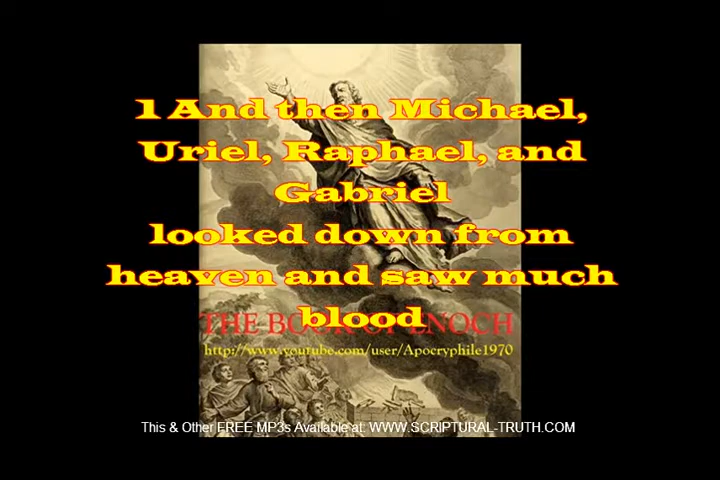 1 And then Michael,
Uriel, Raphael, and
Gabriel
looked down from
heaven and saw much
blood
THE BOOK OF ENOCH
http://www.youtube.com/user/Apocryphile1970
This & Other FREE MP3s Available at: WWW.SCRIPTURAL-TRUTH.COM